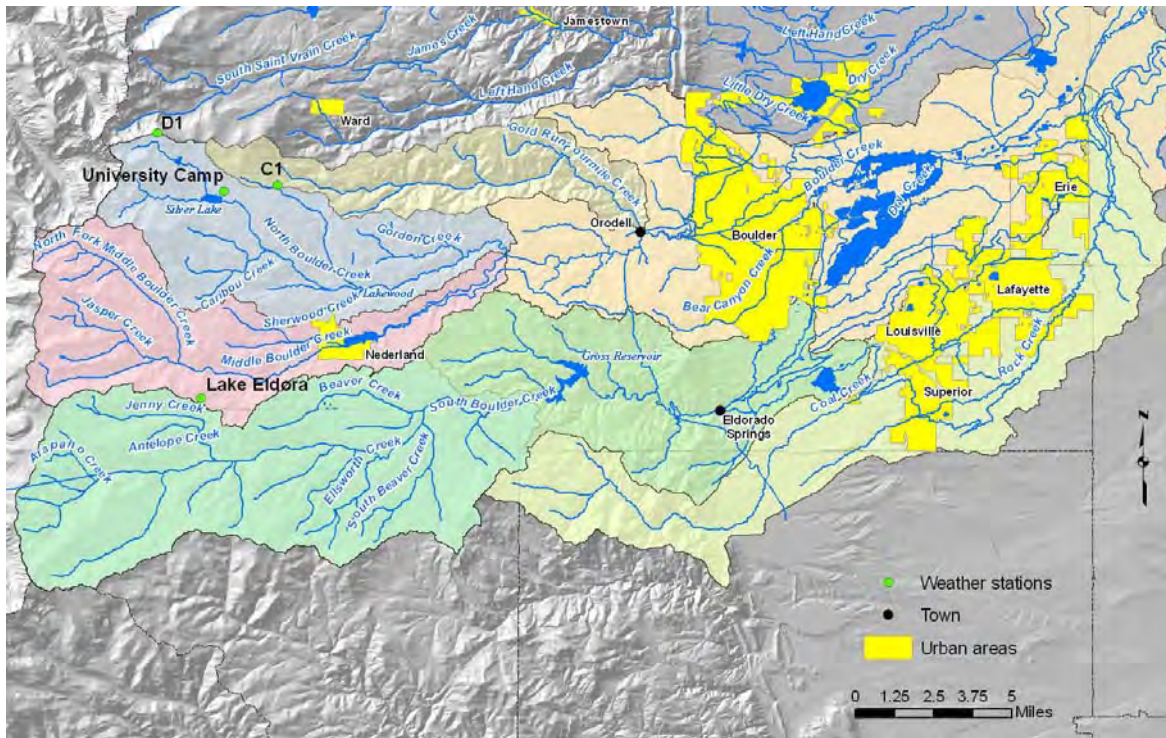 Jamestown
Left Hand Creek
South Saint Vrain Creek
James Creek
Left Hand Creek
Dry Creek
Little Dry Creek
Ward
D1
Gold Run
Fourmile Creek
C1
University Camp
Boulder Creek
Dry Creek
Erie
Silver Lake
Orodell
Boulder
North Fork Middle Boulder Creek
North Boulder Creek
Gordon Creek
Bear Canyon Creek
Caribou Creek
Lakewood
Lafayette
Jasper Creek
Sherwood Creek
Louisville
Rock Creek
Middle Boulder Creek
Nederland
Gross Reservoir
Lake Eldora
Beaver Creek
Coal Creek
Superior
Jenny Creek
South Boulder Creek
Eldorado
Springs
Antelope Creek
Arapaho Creek
Ellsworth Creek
South Beaver Creek
Z
Weather stations
Town
Urban areas
0 1.25 2.5 3.75 5
Miles